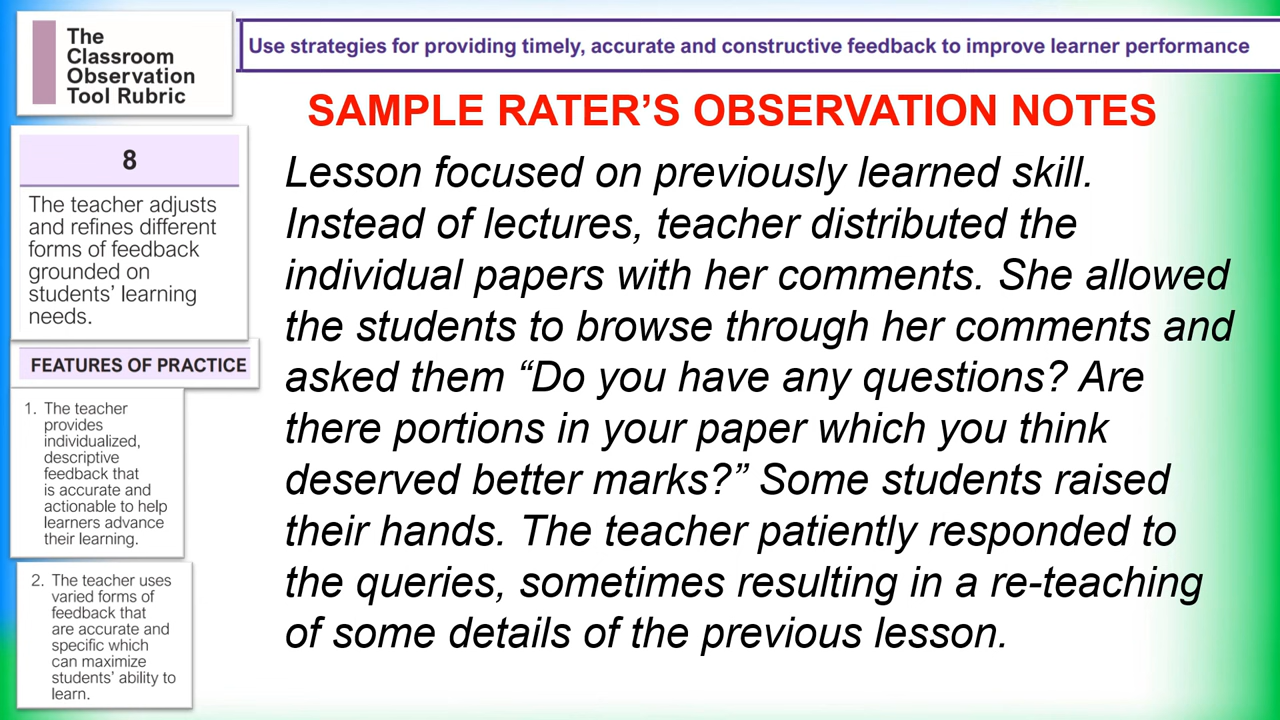 The
Classroom
Observation
Tool Rubric
Use strategies for providing timely, accurate and constructive feedback to improve learner performance
8
The teacher adjusts
and refines different
forms of feedback
grounded on
students’ learning
needs.
FEATURES OF PRACTICE
1. The teacher
provides
individualized,
descriptive
feedback that
is accurate and
actionable to help
learners advance
their learning.
2. The teacher uses
varied forms of
feedback that
are accurate and
specific which
can maximize
students’ ability to
learn.
SAMPLE RATER’S OBSERVATION NOTES
Lesson focused on previously learned skill.
Instead of lectures, teacher distributed the
individual papers with her comments. She allowed
the students to browse through her comments and
asked them “Do you have any questions? Are
there portions in your paper which you think
deserved better marks?” Some students raised
their hands. The teacher patiently responded to
the queries, sometimes resulting in a re-teaching
of some details of the previous lesson.